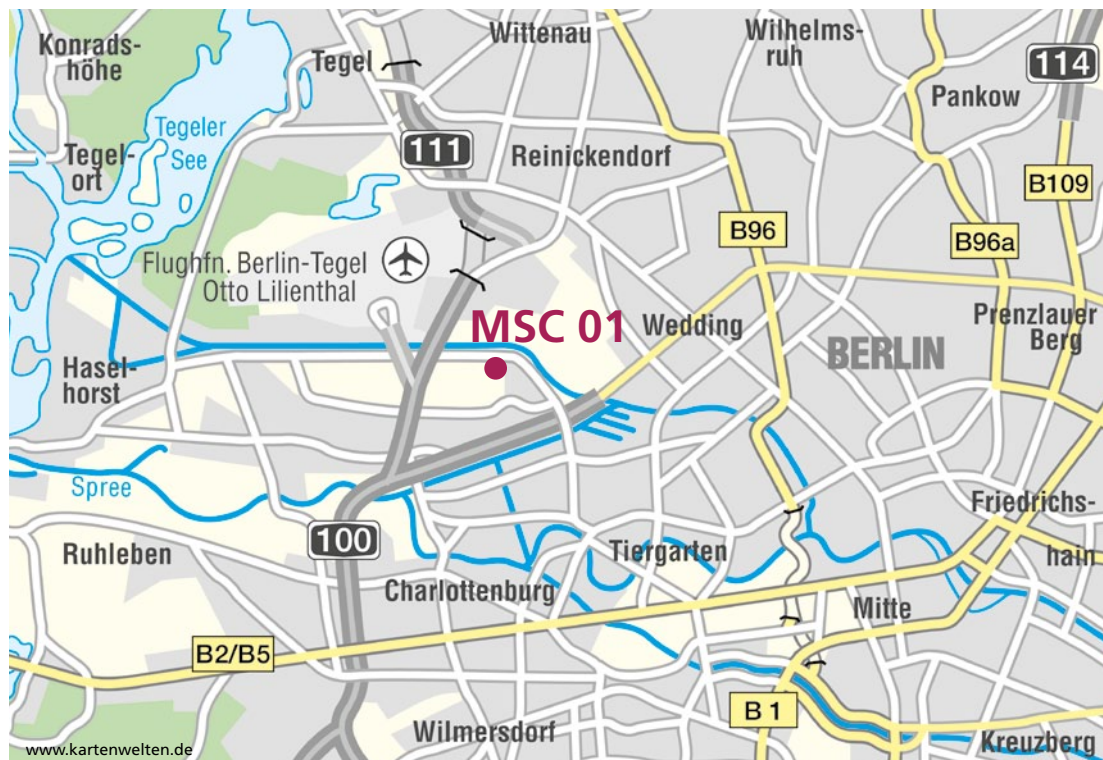 Konrads-
höhe
Tegel
Wittenau
Wilhelms-
ruh
114
Pankow
Tegeler
See
Tegel-
ort
111
Reinickendorf
B109
B96
B96a
Flughfn. Berlin-Tegel
Otto Lilienthal
MSC 01
Wedding
Prenzlauer
Berg
BERLIN
Hasel-
horst
Spree
Friedrichs-
hain
100
Ruhleben
Tiergarten
Charlottenburg
Mitte
B2/B5
B 1
Wilmersdorf
Kreuzberg
www.kartenwelten.de